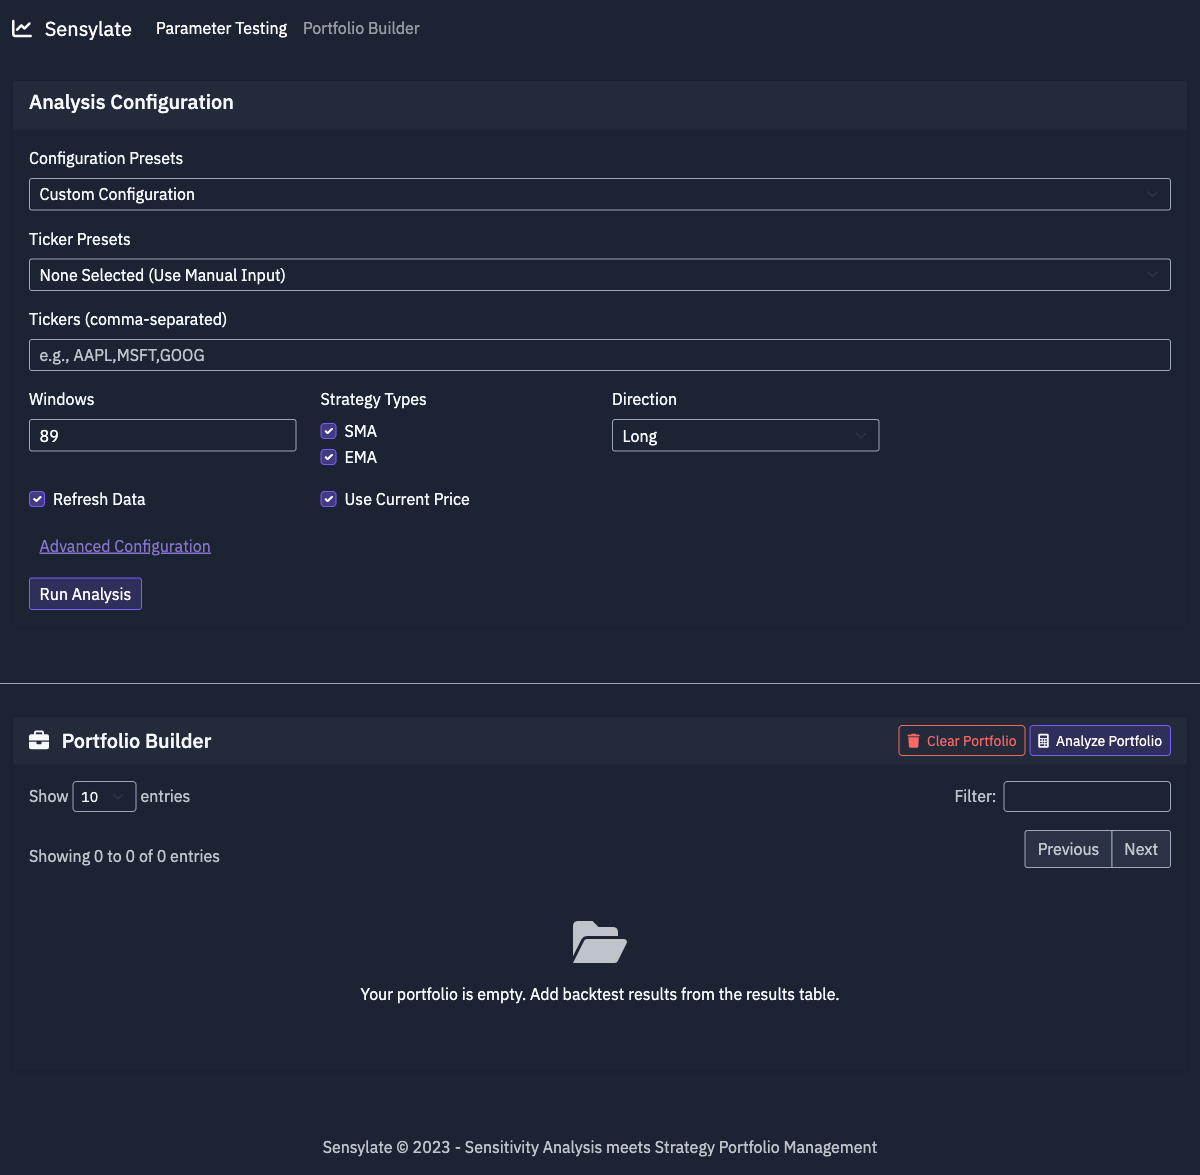 Sensylate Parameter Testing Portfolio Builder
Analysis Configuration
Configuration Presets
Custom Configuration
Ticker Presets
None Selected (Use Manual Input)
Tickers (comma-separated)
e.g., AAPL,MSFT,GOOG
Windows Strategy Types Direction
89 SMA Long
EMA
Refresh Data Use Current Price
Advanced Configuration
Run Analysis
Portfolio Builder Clear Portfolio Analyze Portfolio
Show 10 entries Filter:
Showing 0 to 0 of 0 entries Previous Next
Your portfolio is empty. Add backtest results from the results table.
Sensylate © 2023 - Sensitivity Analysis meets Strategy Portfolio Management